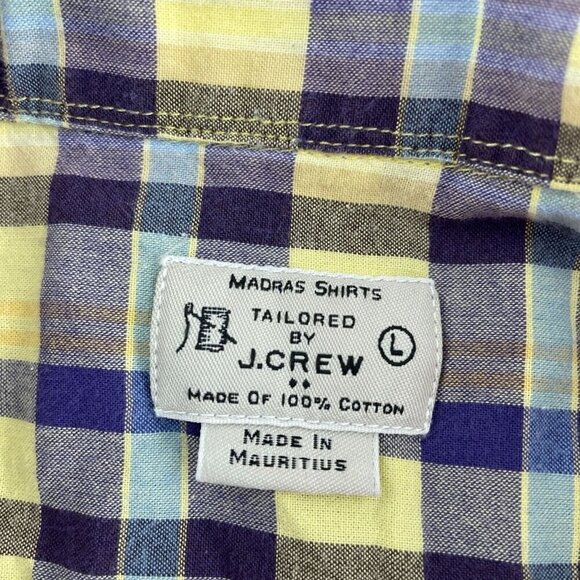 MADRAS SHIRTS
TAILORED
BY
J.CREW
L
MADE OF 100% COTTON
MADE IN
MAURITIUS